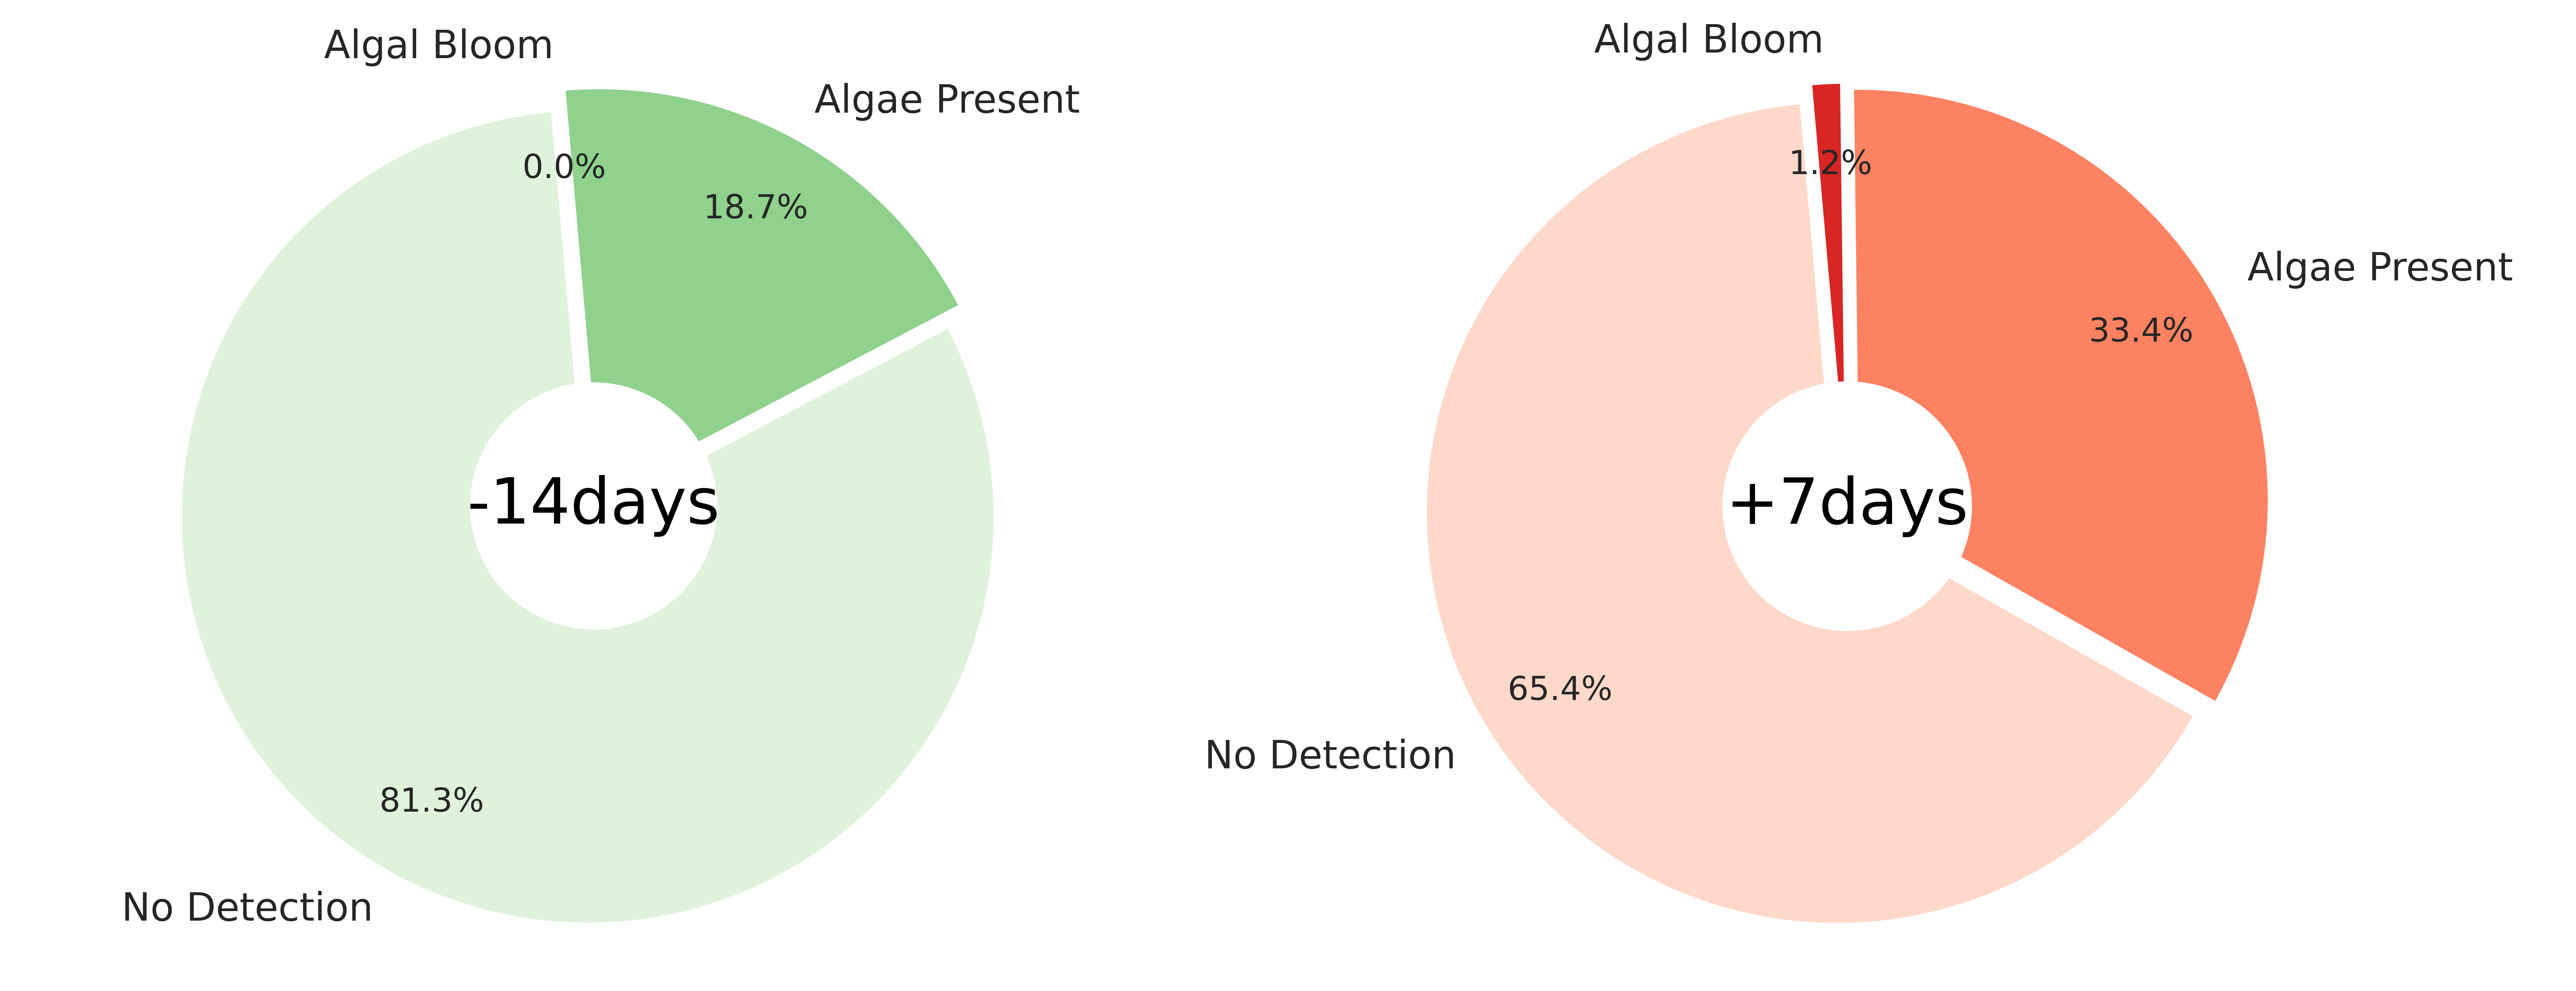 Algal Bloom
Algae Present
0.0%
18.7%
-14days
81.3%
No Detection
Algal Bloom
1.2%
Algae Present
33.4%
+7days
65.4%
No Detection